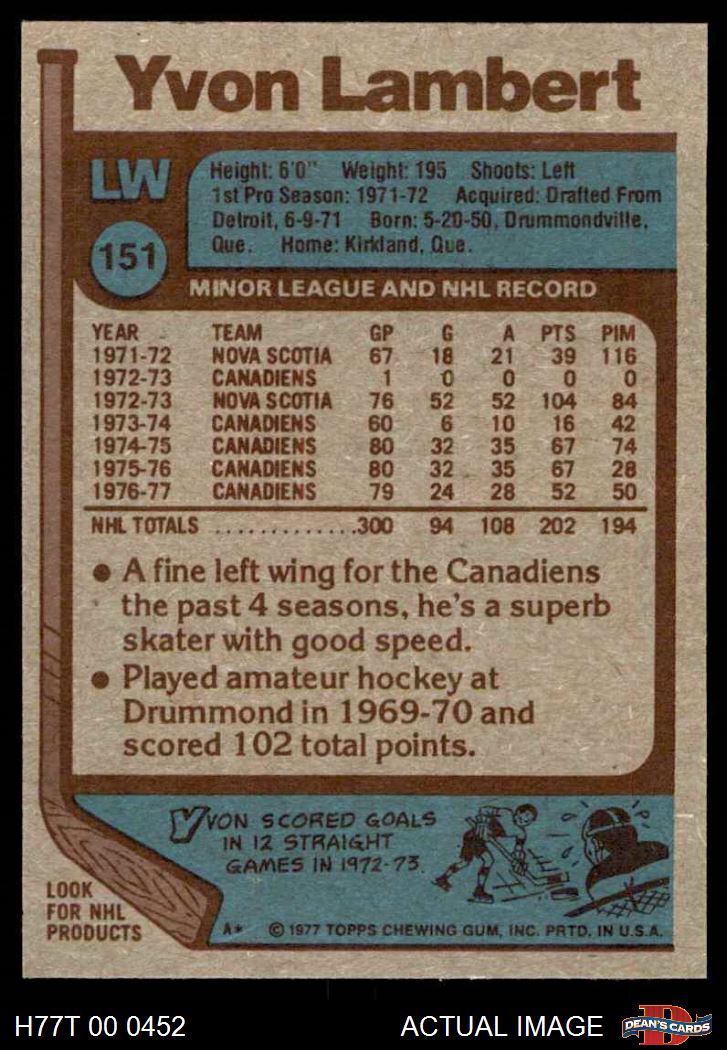 Yvon Lambert
LW
151
Height: 6'0" Weight: 195 Shoots: Left
1st Pro Season: 1971-72 Acquired: Drafted From
Detroit, 6-9-71 Born: 5-20-50, Drummondville,
Que. Home: Kirkland, Que.
MINOR LEAGUE AND NHL RECORD
YEAR TEAM GP G A PTS PIM
1971-72 NOVA SCOTIA 67 18 21 39 116
1972-73 CANADIENS 1 0 0 0 0
1972-73 NOVA SCOTIA 76 52 52 104 84
1973-74 CANADIENS 60 6 10 16 42
1974-75 CANADIENS 80 32 35 67 74
1975-76 CANADIENS 80 32 35 67 28
1976-77 CANADIENS 79 24 28 52 50
NHL TOTALS .............300 94 108 202 194
• A fine left wing for the Canadiens
the past 4 seasons, he's a superb
skater with good speed.
• Played amateur hockey at
Drummond in 1969-70 and
scored 102 total points.
YVON SCORED GOALS
IN 12 STRAIGHT
GAMES IN 1972-73.
LOOK
FOR NHL
PRODUCTS
A* © 1977 TOPPS CHEWING GUM, INC. PRTD. IN U.S.A.
H77T 00 0452
ACTUAL IMAGE
D
DEAN'S CARDS